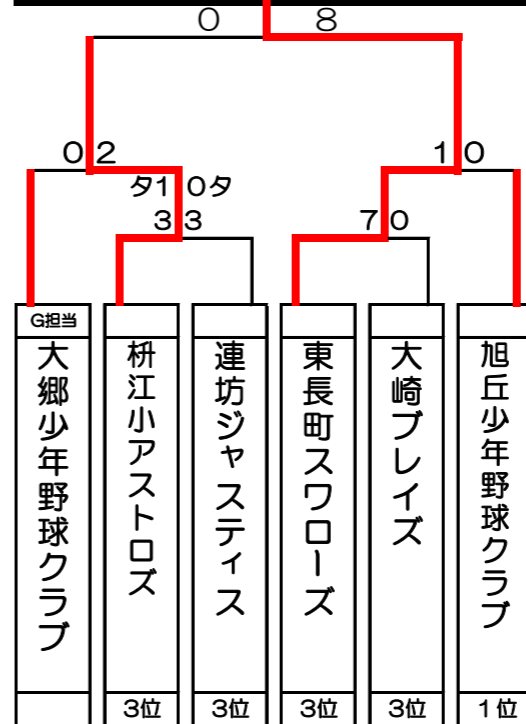 0 8
0 2
1 0
タ1 0タ
3 3
7 0
G担当
大郷少年野球クラブ
枡江小アストロズ
連坊ジャスティス
東長町スワローズ
大崎ブレイズ
旭丘少年野球クラブ
3位
3位
3位
3位
1位